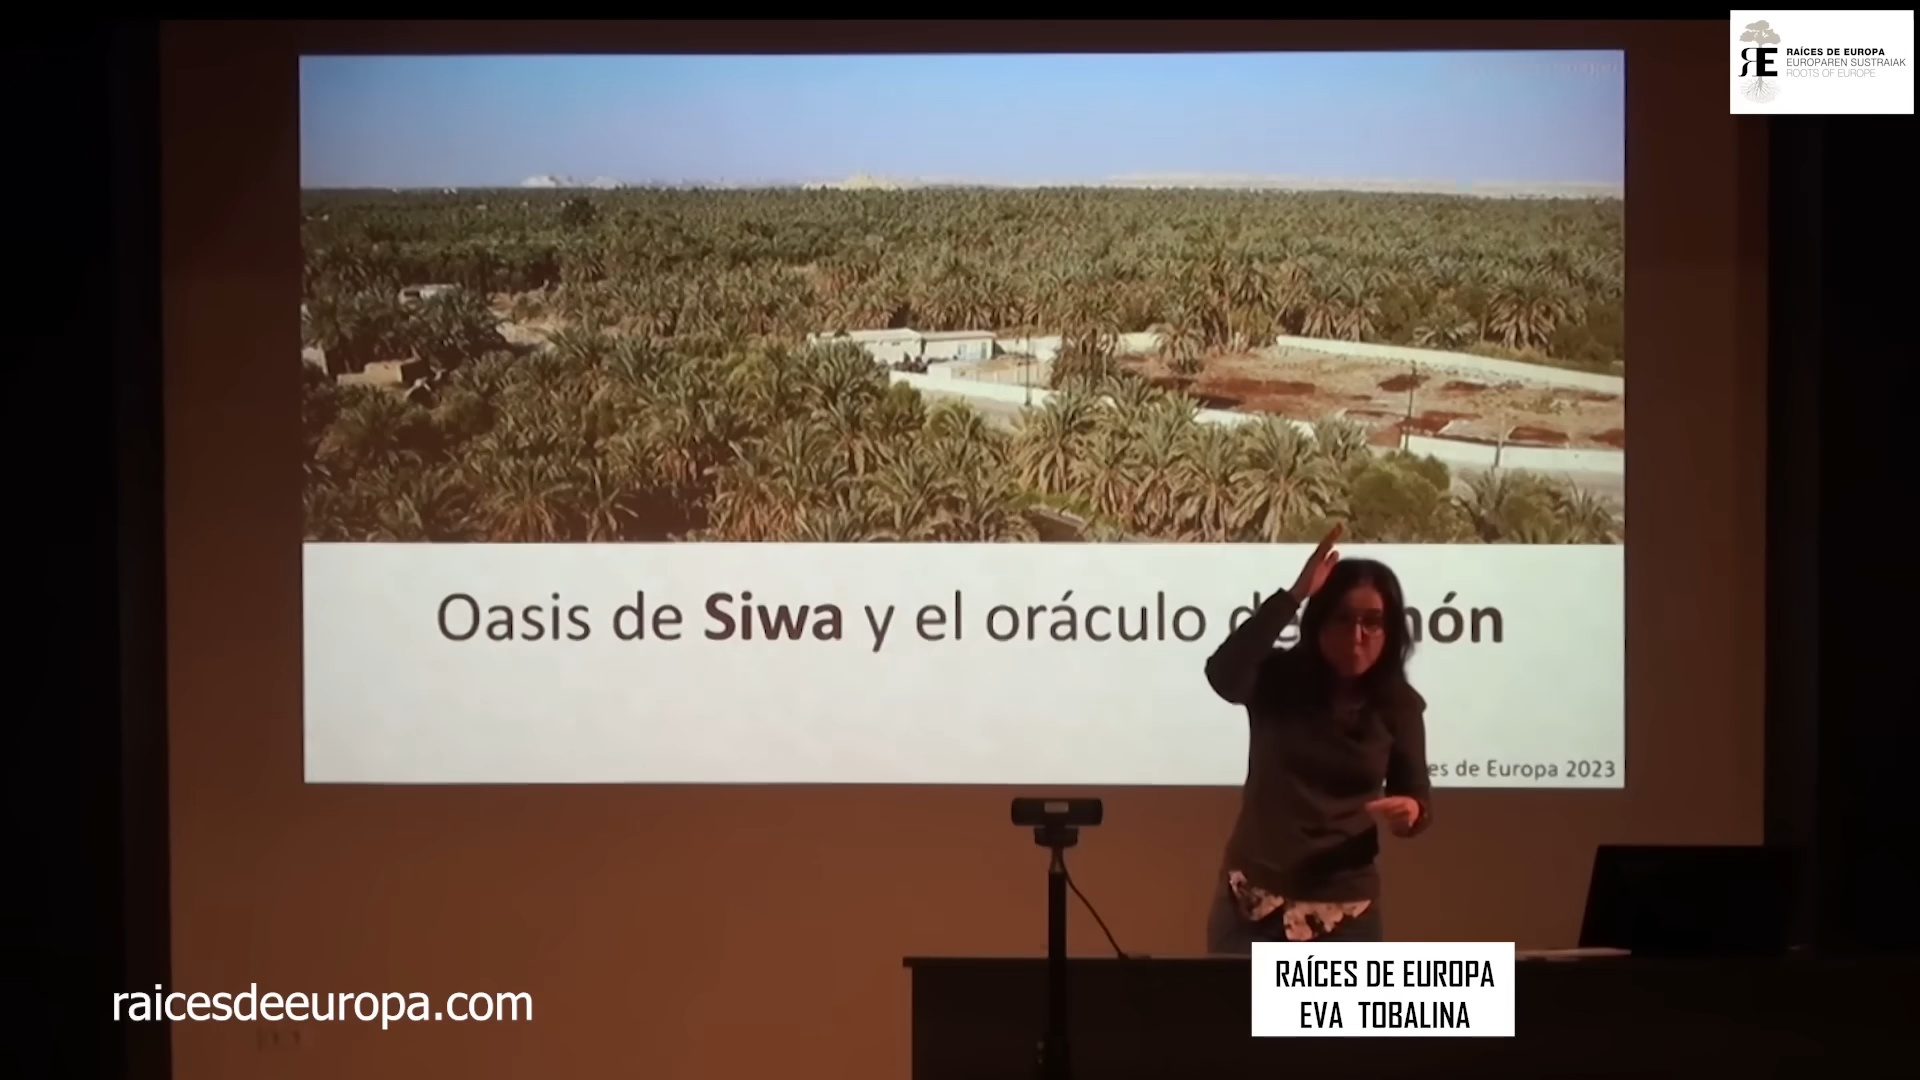 RAÍCES DE EUROPA
EUROPAREN SUSTRAIAK
ROOTS OF EUROPE
Oasis de Siwa y el oráculo
de Europa 2023
raicesdeeuropa.com
RAÍCES DE EUROPA
EVA TOBALINA